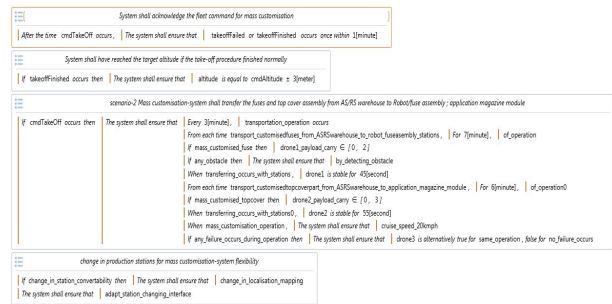 System shall acknowledge the fleet command for mass customisation
After the time cmdTakeOff occurs, The system shall ensure that takeoffFailed or takeoffFinished occurs once within 1[minute]
System shall have reached the target altitude if the take-off procedure finished normally
If takeoffFinished occurs then The system shall ensure that altitude is equal to cmdAltitude ± 3[meter]
scenario-2 Mass customisation-system shall transfer the fuses and top cover assembly from AS/RS warehouse to Robot/fuse assembly ; application magazine module
If cmdTakeOff occurs then The system shall ensure that Every 3[minute], transportation_operation occurs
From each time transport_customisedfuses_from_ASRSwarehouse_to_robot_fuseasembly_stations, For 7[minute], of_operation
If mass_customised_fuse then drone1_payload_carry ∈ [0, 2]
If any_obstacle then The system shall ensure that by_detecting_obstacle
When transferring_occurs_with_stations, drone1 is stable for 45[second]
From each time transport_customisedtopcoverpart_from_ASRSwarehouse_to_application_magazine_module, For 6[minute], of_operation0
If mass_customised_topcover then drone2_payload_carry ∈ [0, 3]
When transferring_occurs_with_stations0, drone2 is stable for 55[second]
When mass_customisation_operation, The system shall ensure that cruise_speed_20kmph
If any_failure_occurs_during_operation then The system shall ensure that drone3 is alternatively true for same_operation, false for no_failure_occurs
change in production stations for mass customisation-system flexibility
If change_in_station_convertability then The system shall ensure that change_in_localisation_mapping
The system shall ensure that adapt_station_changing_interface